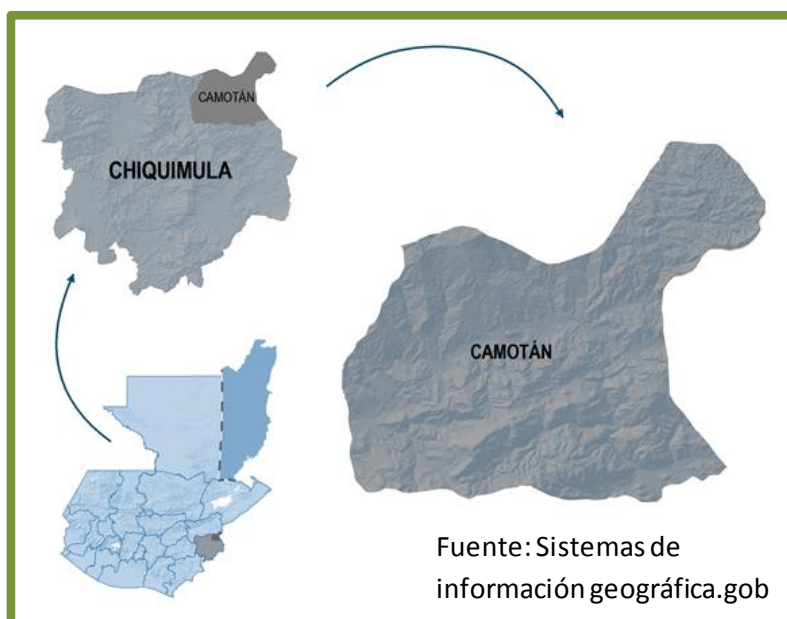 CAMOTÁN
CHIQUIMULA
CAMOTÁN
Fuente: Sistemas de
información geográfica.gob